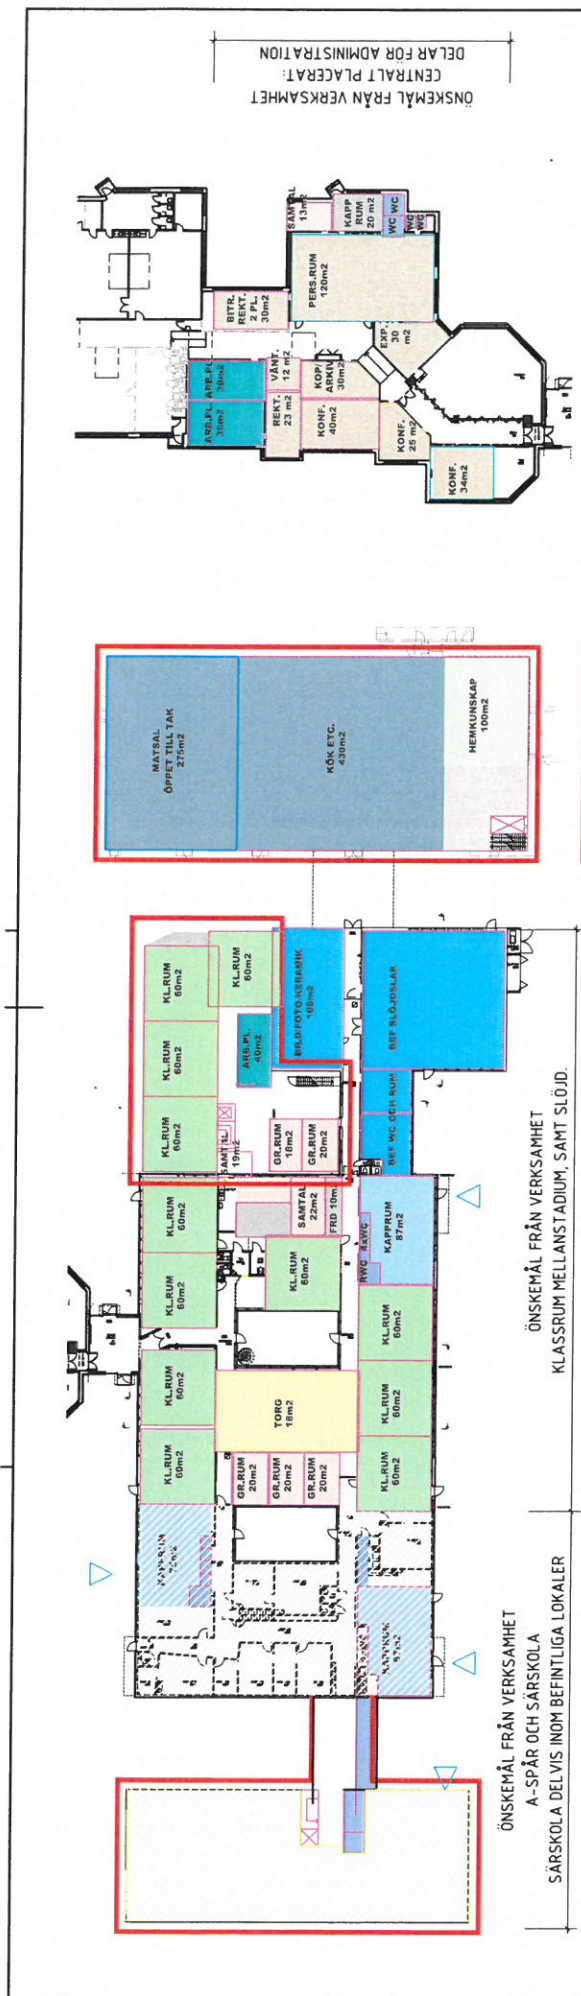 ÖNSKEMÅL FRÅN VERKSAMHET
CENTRALT PLACERAT:
DELAR FÖR ADMINISTRATION
SAMTAL
13m2
KAPP
RUM
20 m2
WC
WC
WC
WC
BITR.
REKT.
2 PL.
30m2
PERS.RUM
120m2
EXP.
30
m2
ARB.PL.
ARB.PL.
VÄNT.
12 m2
KOP/
ARKIV
30m2
REKT.
23 m2
KONF.
40m2
KONF.
25 m2
KONF.
34m2
MATSAL
ÖPPET TILL TAK
275m2
KÖK ETC.
430m2
HEMKUNSKAP
100m2
KL.RUM
60m2
KL.RUM
60m2
KL.RUM
60m2
KL.RUM
60m2
ARB.PL.
40m2
BILD/FOTO/KERAMIK
BEF SLÖJDSLAR
BEF WC OCH RUM
SAMTAL
19m2
GR.RUM
18m2
GR.RUM
20m2
KL.RUM
60m2
KL.RUM
60m2
KL.RUM
60m2
KL.RUM
60m2
SAMTAL
22m2
FRD 10m2
KL.RUM
60m2
RWC
4xWC
KAPPRUM
87m2
TORG
18m2
KL.RUM
60m2
KL.RUM
60m2
KL.RUM
60m2
GR.RUM
20m2
GR.RUM
20m2
GR.RUM
20m2
KAPPRUM
KAPPRUM
ÖNSKEMÅL FRÅN VERKSAMHET
KLASSRUM MELLANSTADIUM, SAMT SLÖJD.
ÖNSKEMÅL FRÅN VERKSAMHET
A-SPÅR OCH SÄRSKOLA
SÄRSKOLA DELVIS INOM BEFINTLIGA LOKALER